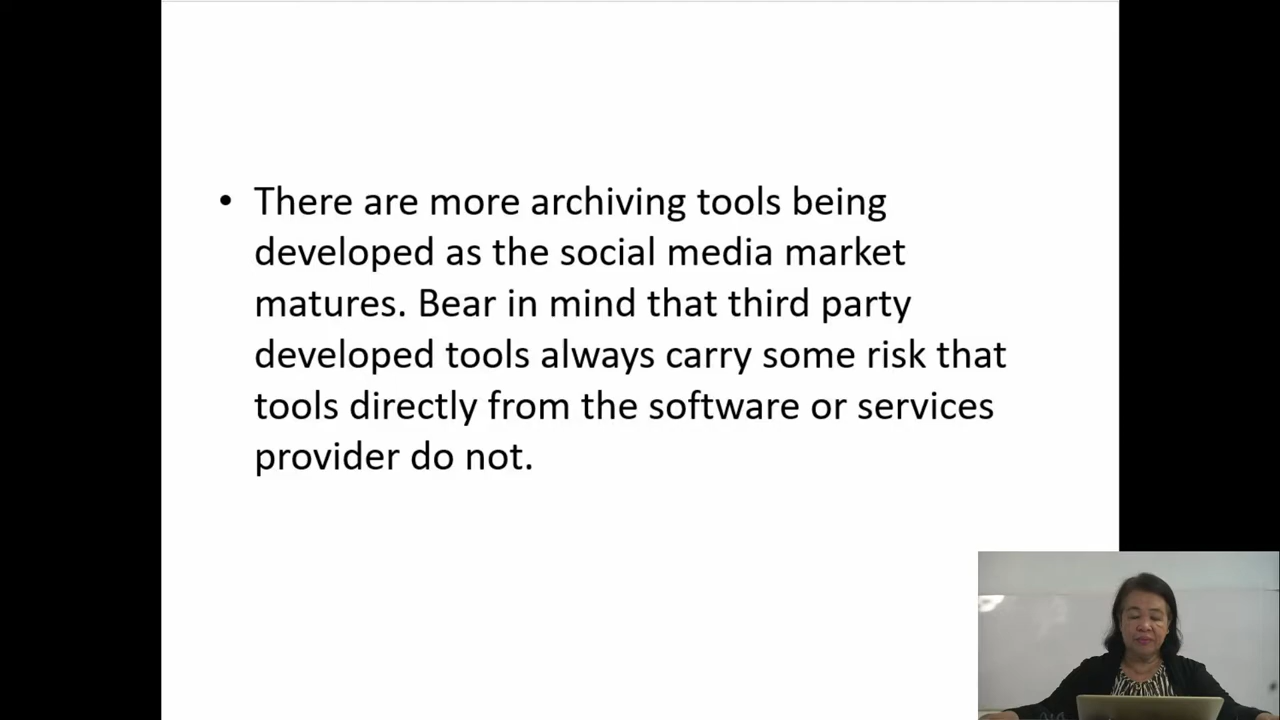 • There are more archiving tools being
developed as the social media market
matures. Bear in mind that third party
developed tools always carry some risk that
tools directly from the software or services
provider do not.